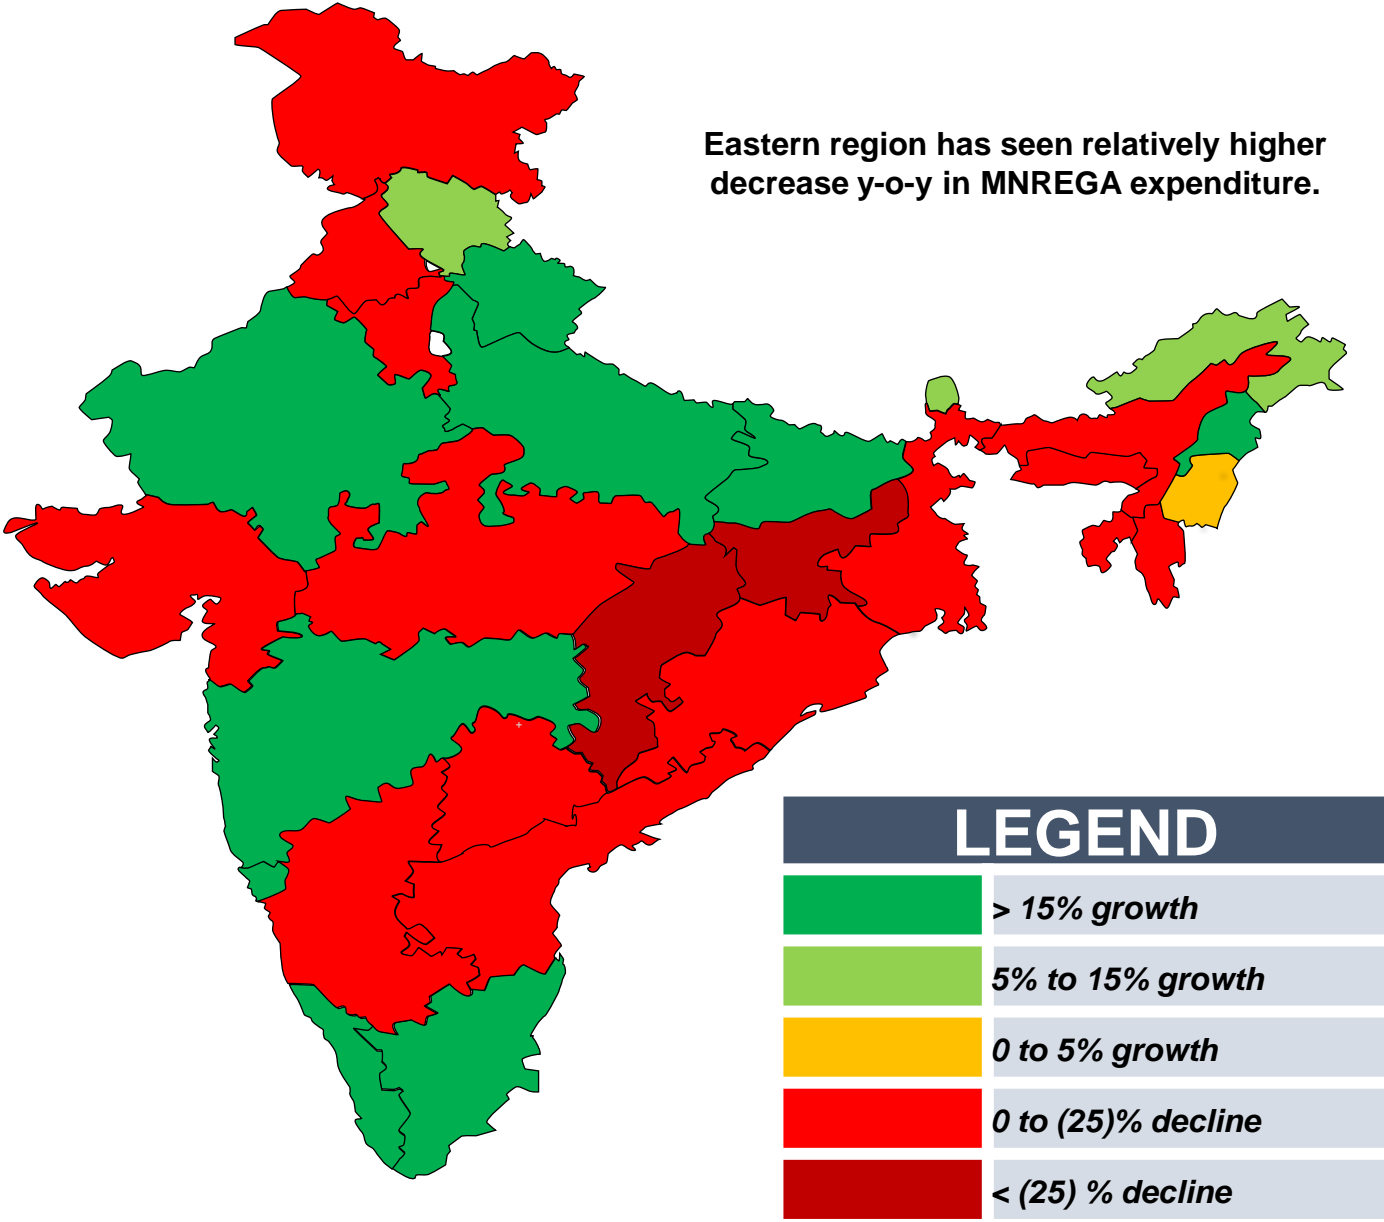 Eastern region has seen relatively higher
decrease y-o-y in MNREGA expenditure.
LEGEND
> 15% growth
5% to 15% growth
0 to 5% growth
0 to (25)% decline
< (25) % decline